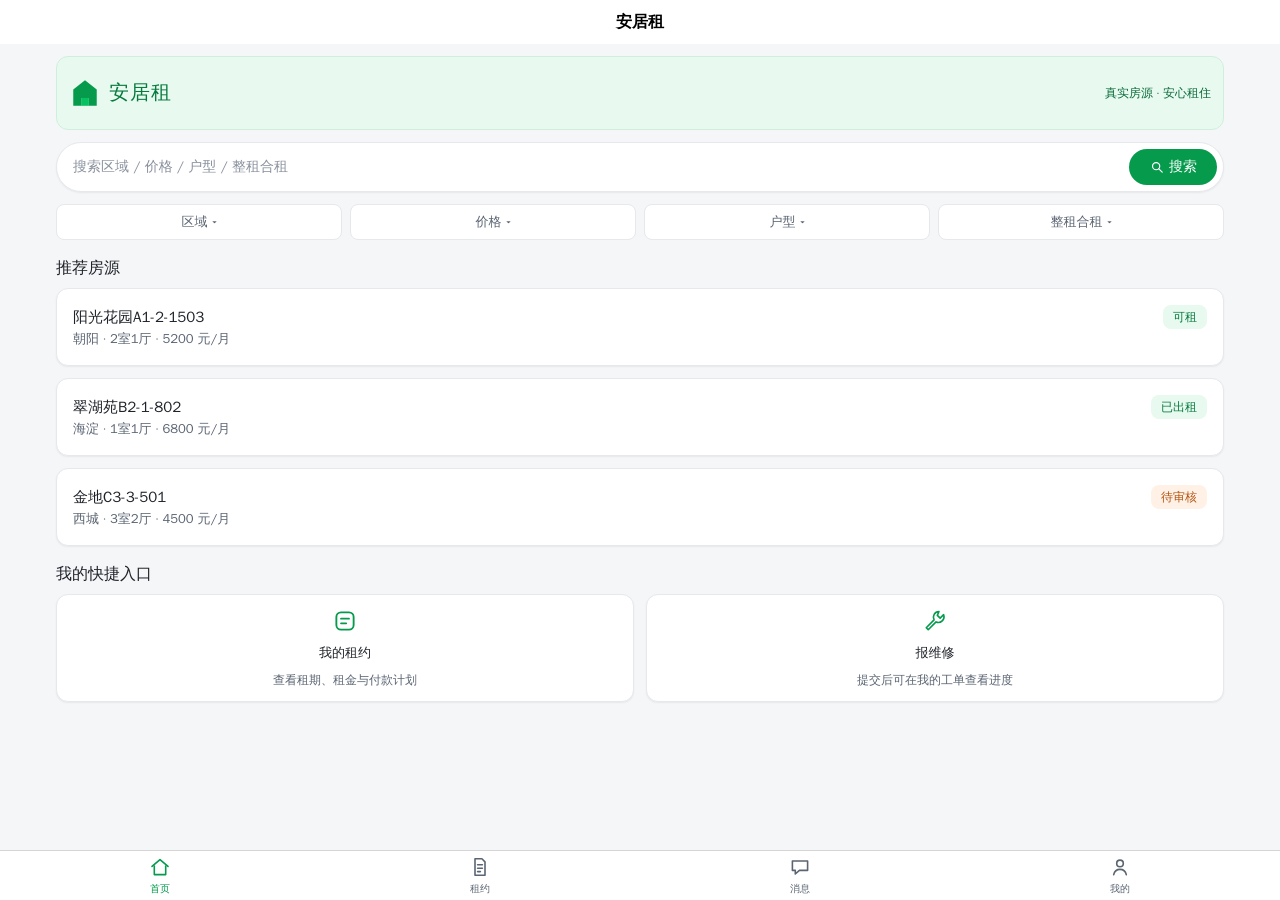 安居租
安居租
真实房源 · 安心租住
搜索区域 / 价格 / 户型 / 整租合租
搜索
区域
价格
户型
整租合租
推荐房源
阳光花园A1-2-1503
可租
朝阳 · 2室1厅 · 5200 元/月
翠湖苑B2-1-802
已出租
海淀 · 1室1厅 · 6800 元/月
金地C3-3-501
待审核
西城 · 3室2厅 · 4500 元/月
我的快捷入口
我的租约
查看租期、租金与付款计划
报维修
提交后可在我的工单查看进度
首页
租约
消息
我的